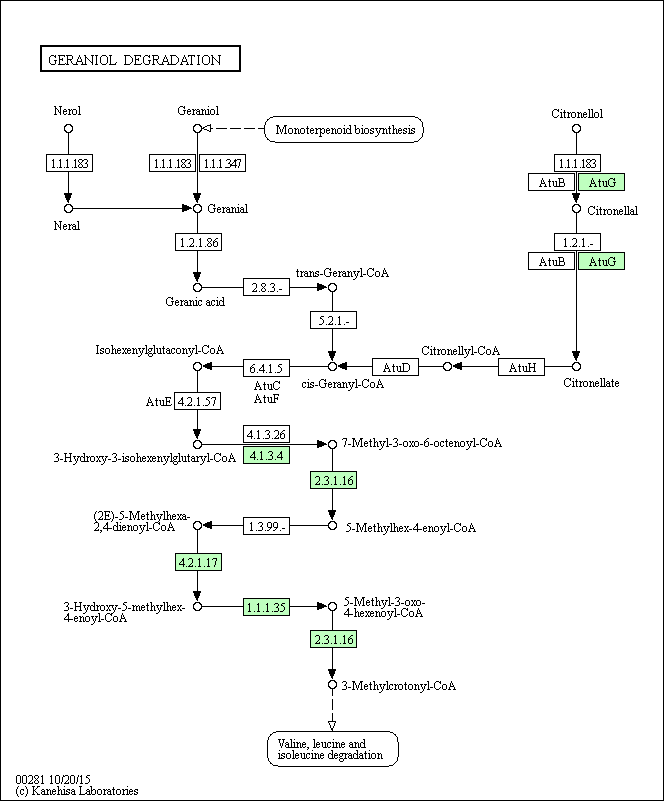 GERANIOL DEGRADATION
Nerol
Geraniol
Citronellol
Monoterpenoid biosynthesis
1.1.1.183
1.1.1.183
1.1.1.347
1.1.1.183
AtuB
AtuG
Neral
Geranial
Citronellal
1.2.1.86
1.2.1.-
AtuB
AtuG
trans-Geranyl-CoA
Geranic acid
2.8.3.-
5.2.1.-
Isohexenylglutaconyl-CoA
6.4.1.5
AtuC
AtuF
cis-Geranyl-CoA
AtuD
Citronellyl-CoA
AtuH
Citronellate
AtuE
4.2.1.57
4.1.3.26
4.1.3.4
3-Hydroxy-3-isohexenylglutaryl-CoA
7-Methyl-3-oxo-6-octenoyl-CoA
2.3.1.16
(2E)-5-Methylhexa-
2,4-dienoyl-CoA
1.3.99.-
5-Methylhex-4-enoyl-CoA
4.2.1.17
3-Hydroxy-5-methylhex-
4-enoyl-CoA
1.1.1.35
5-Methyl-3-oxo-
4-hexenoyl-CoA
2.3.1.16
3-Methylcrotonyl-CoA
Valine, leucine and
isoleucine degradation
00281 10/20/15
(c) Kanehisa Laboratories